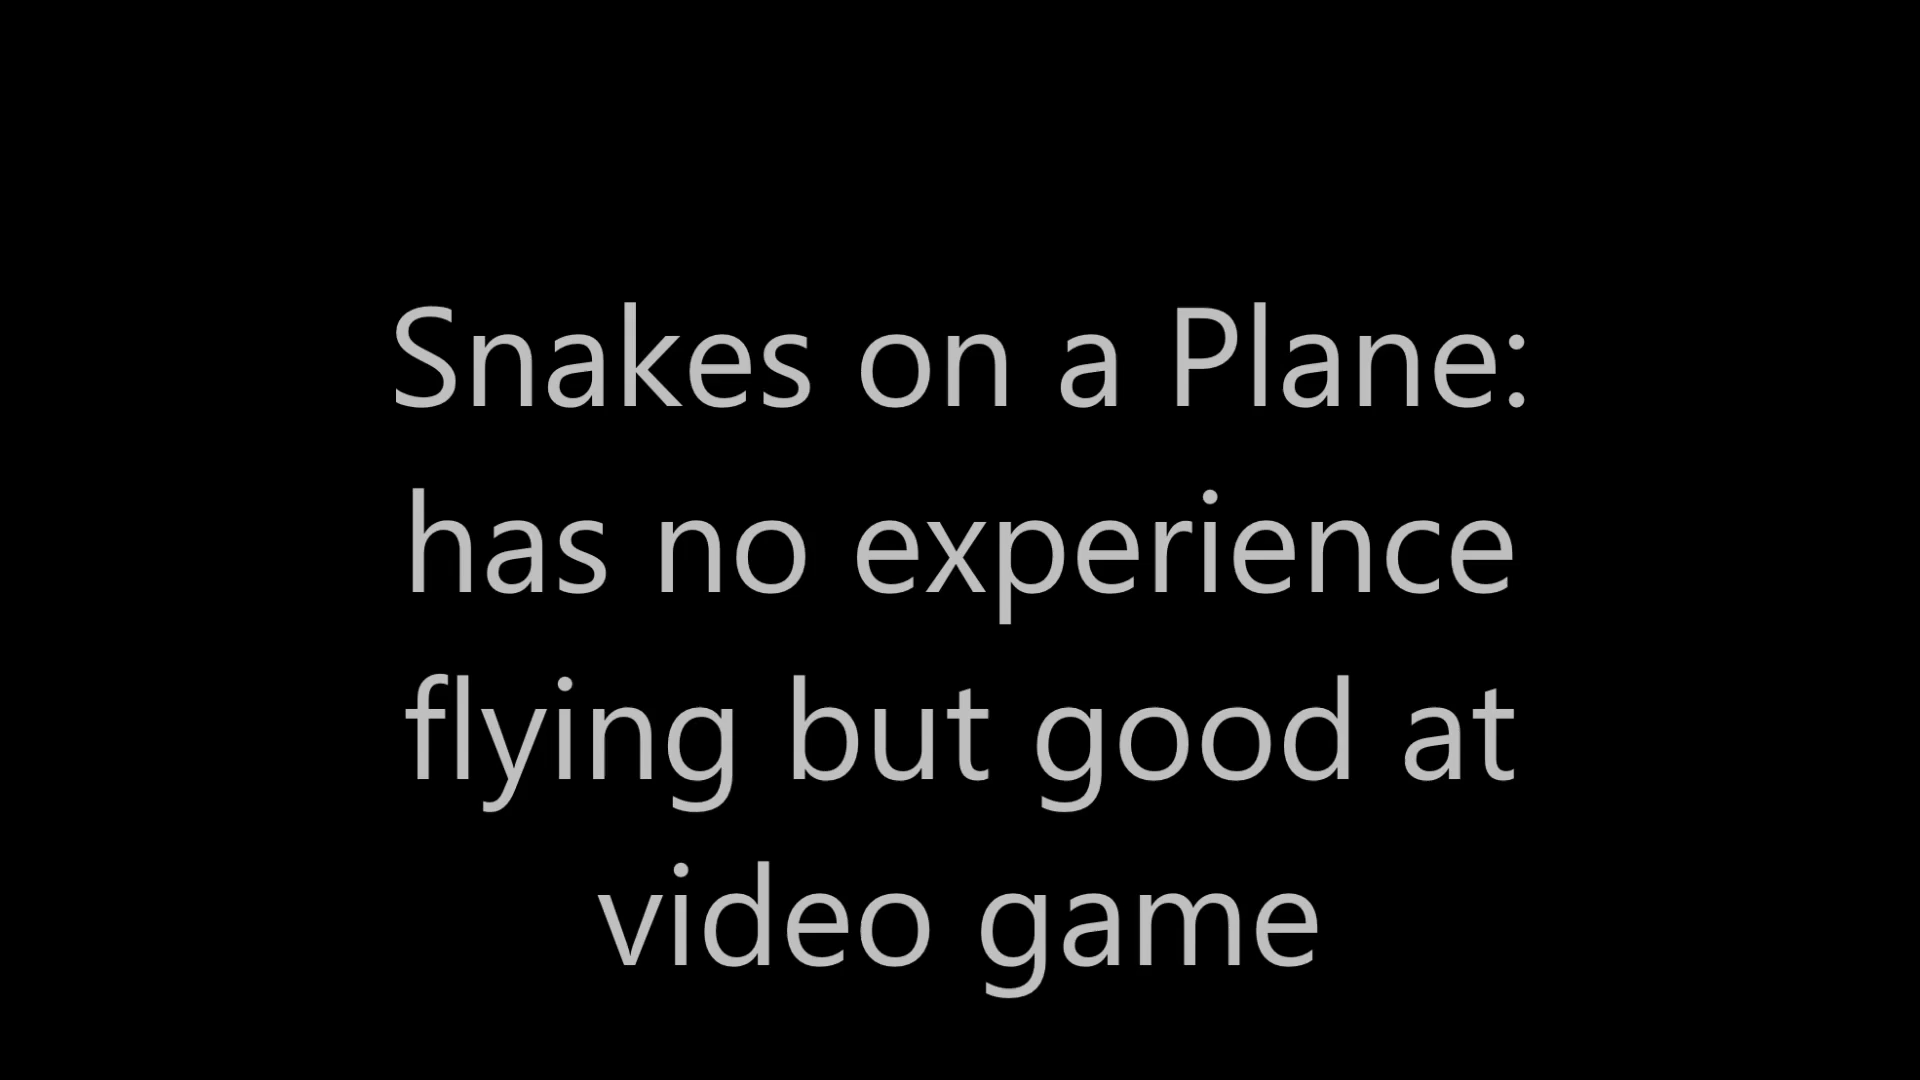 Snakes on a Plane:
has no experience
flying but good at
video game